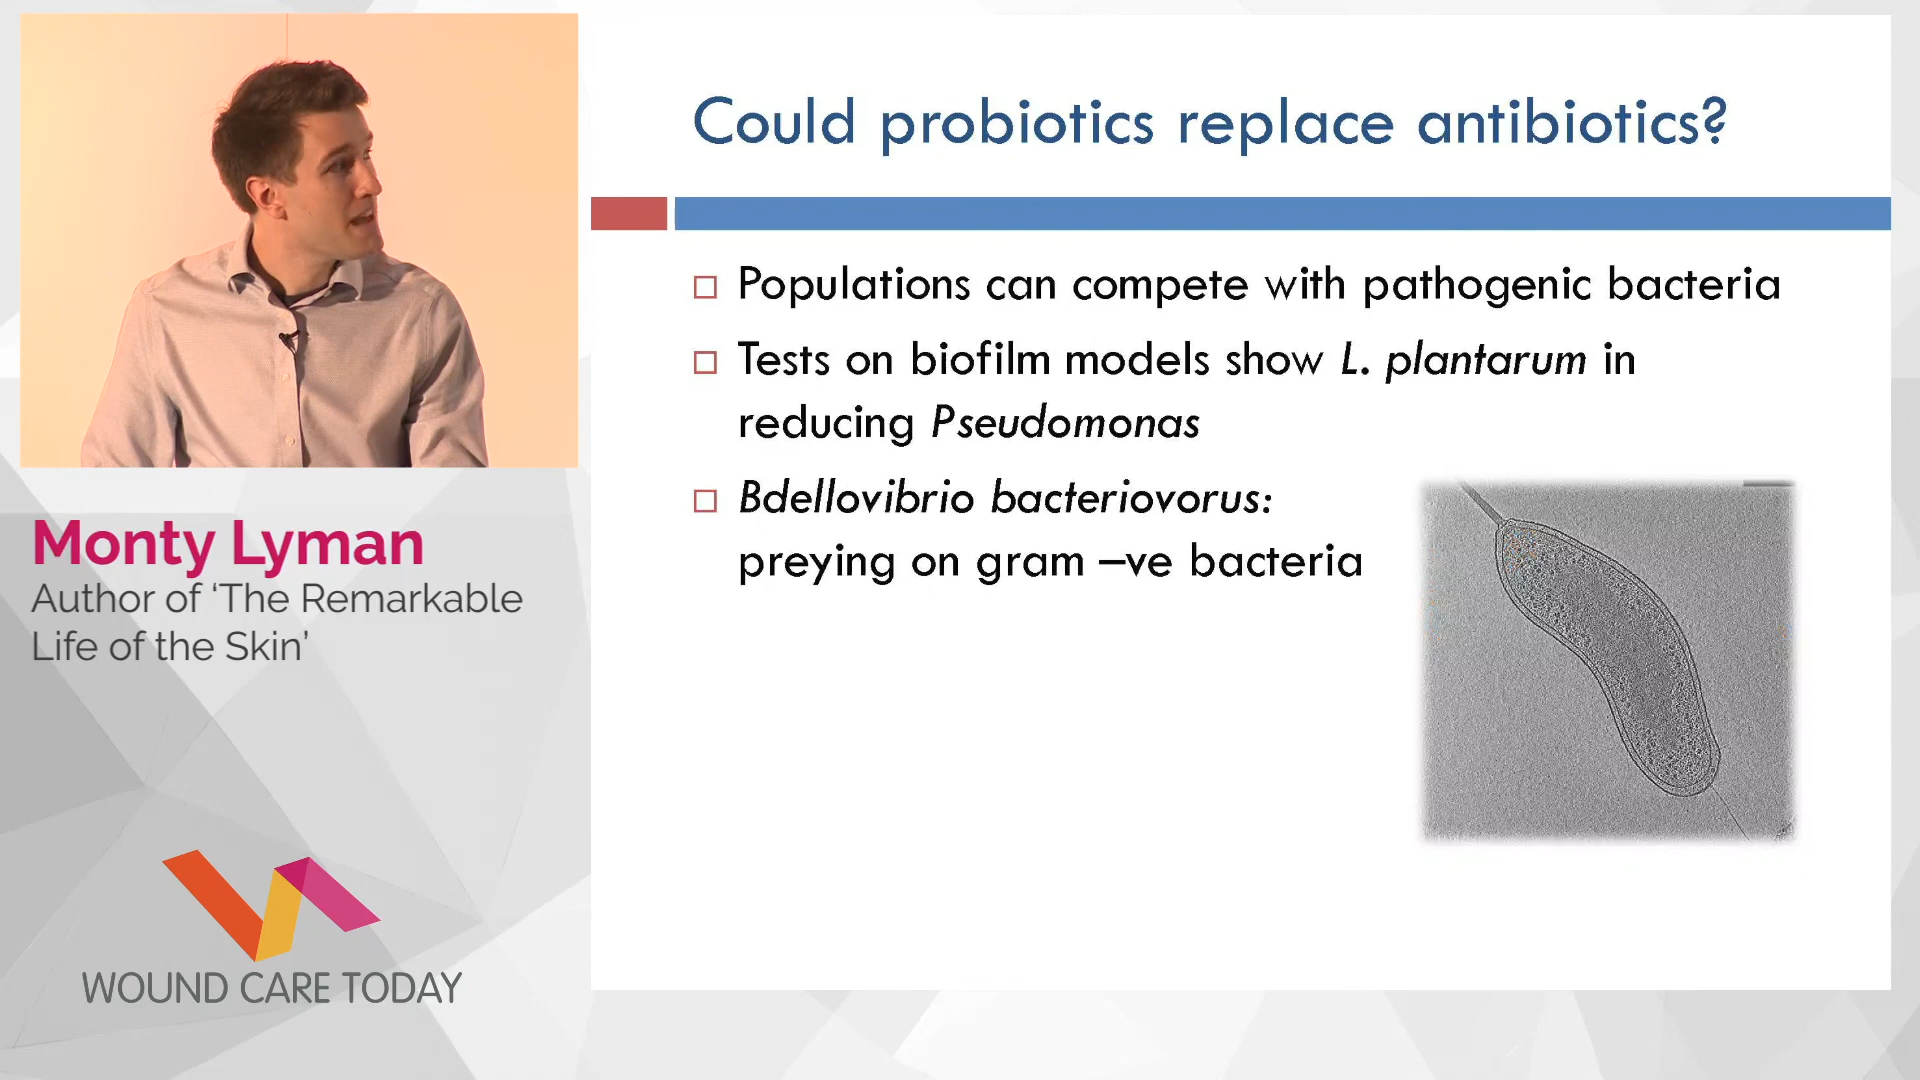 Could probiotics replace antibiotics?
Populations can compete with pathogenic bacteria
Tests on biofilm models show L. plantarum in
reducing Pseudomonas
Bdellovibrio bacteriovorus:
preying on gram –ve bacteria
Monty Lyman
Author of ‘The Remarkable
Life of the Skin’
WOUND CARE TODAY